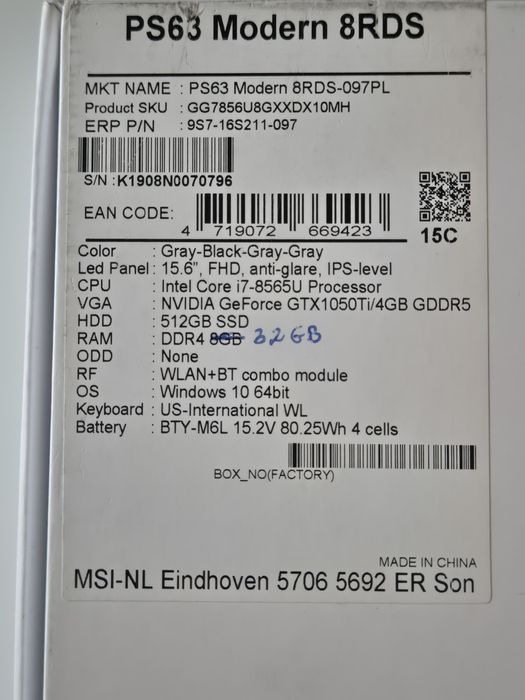 PS63 Modern 8RDS
MKT NAME : PS63 Modern 8RDS-097PL
Product SKU : GG7856U8GXXDX10MH
ERP P/N : 9S7-16S211-097
S/N :K1908N0070796
EAN CODE:
4 719072 669423
15C
Color : Gray-Black-Gray-Gray
Led Panel : 15.6", FHD, anti-glare, IPS-level
CPU : Intel Core i7-8565U Processor
VGA : NVIDIA GeForce GTX1050Ti/4GB GDDR5
HDD : 512GB SSD
RAM : DDR4 8GB 32GB
ODD : None
RF : WLAN+BT combo module
OS : Windows 10 64bit
Keyboard : US-International WL
Battery : BTY-M6L 15.2V 80.25Wh 4 cells
BOX_NO(FACTORY)
MADE IN CHINA
MSI-NL Eindhoven 5706 5692 ER Son